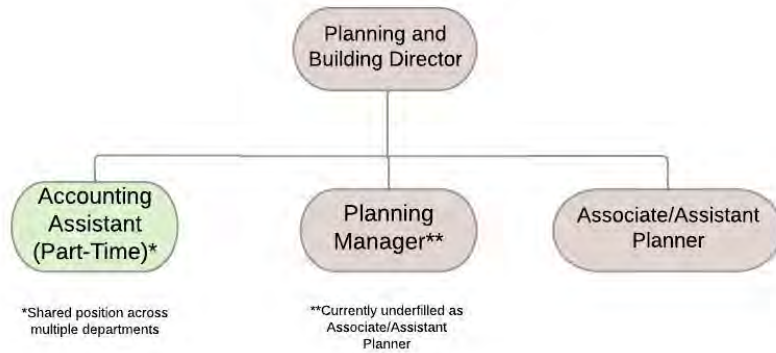 Planning and
Building Director
Accounting
Assistant
(Part-Time)*
Planning
Manager**
Associate/Assistant
Planner
*Shared position across
multiple departments
**Currently underfilled as
Associate/Assistant
Planner